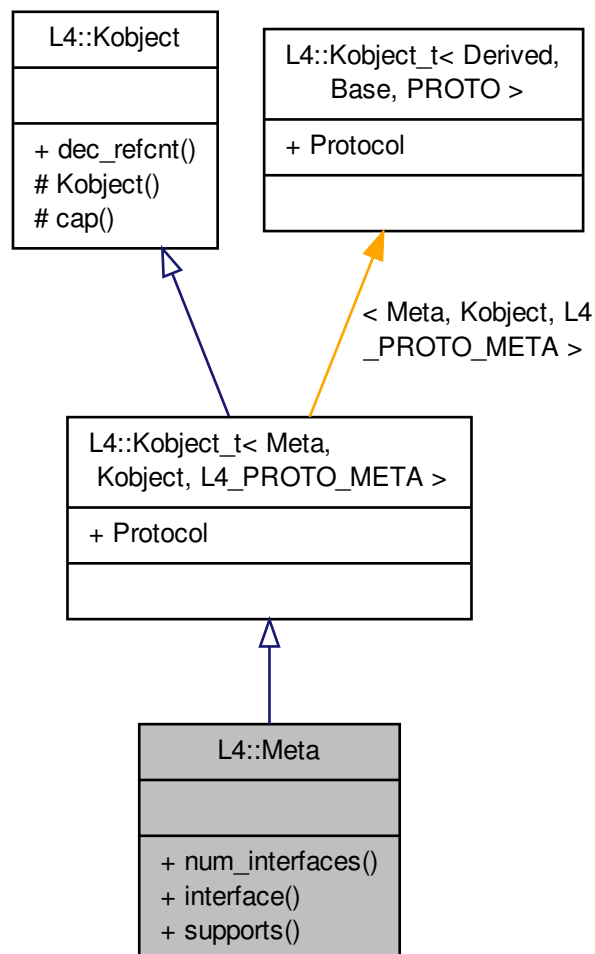 L4::Kobject
+ dec_refcnt()
# Kobject()
# cap()
L4::Kobject_t< Derived,
Base, PROTO >
+ Protocol
< Meta, Kobject, L4
_PROTO_META >
L4::Kobject_t< Meta,
Kobject, L4_PROTO_META >
+ Protocol
L4::Meta
+ num_interfaces()
+ interface()
+ supports()